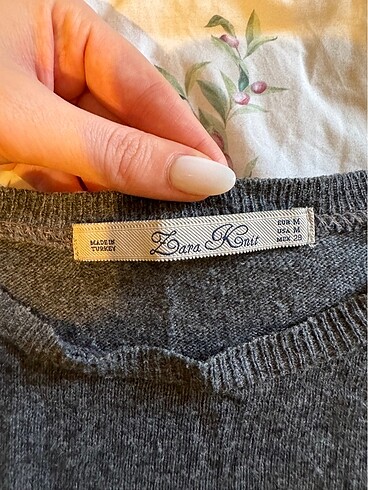 MADE IN
TURKEY
Zara Knit
EUR M
USA M
MEX 28